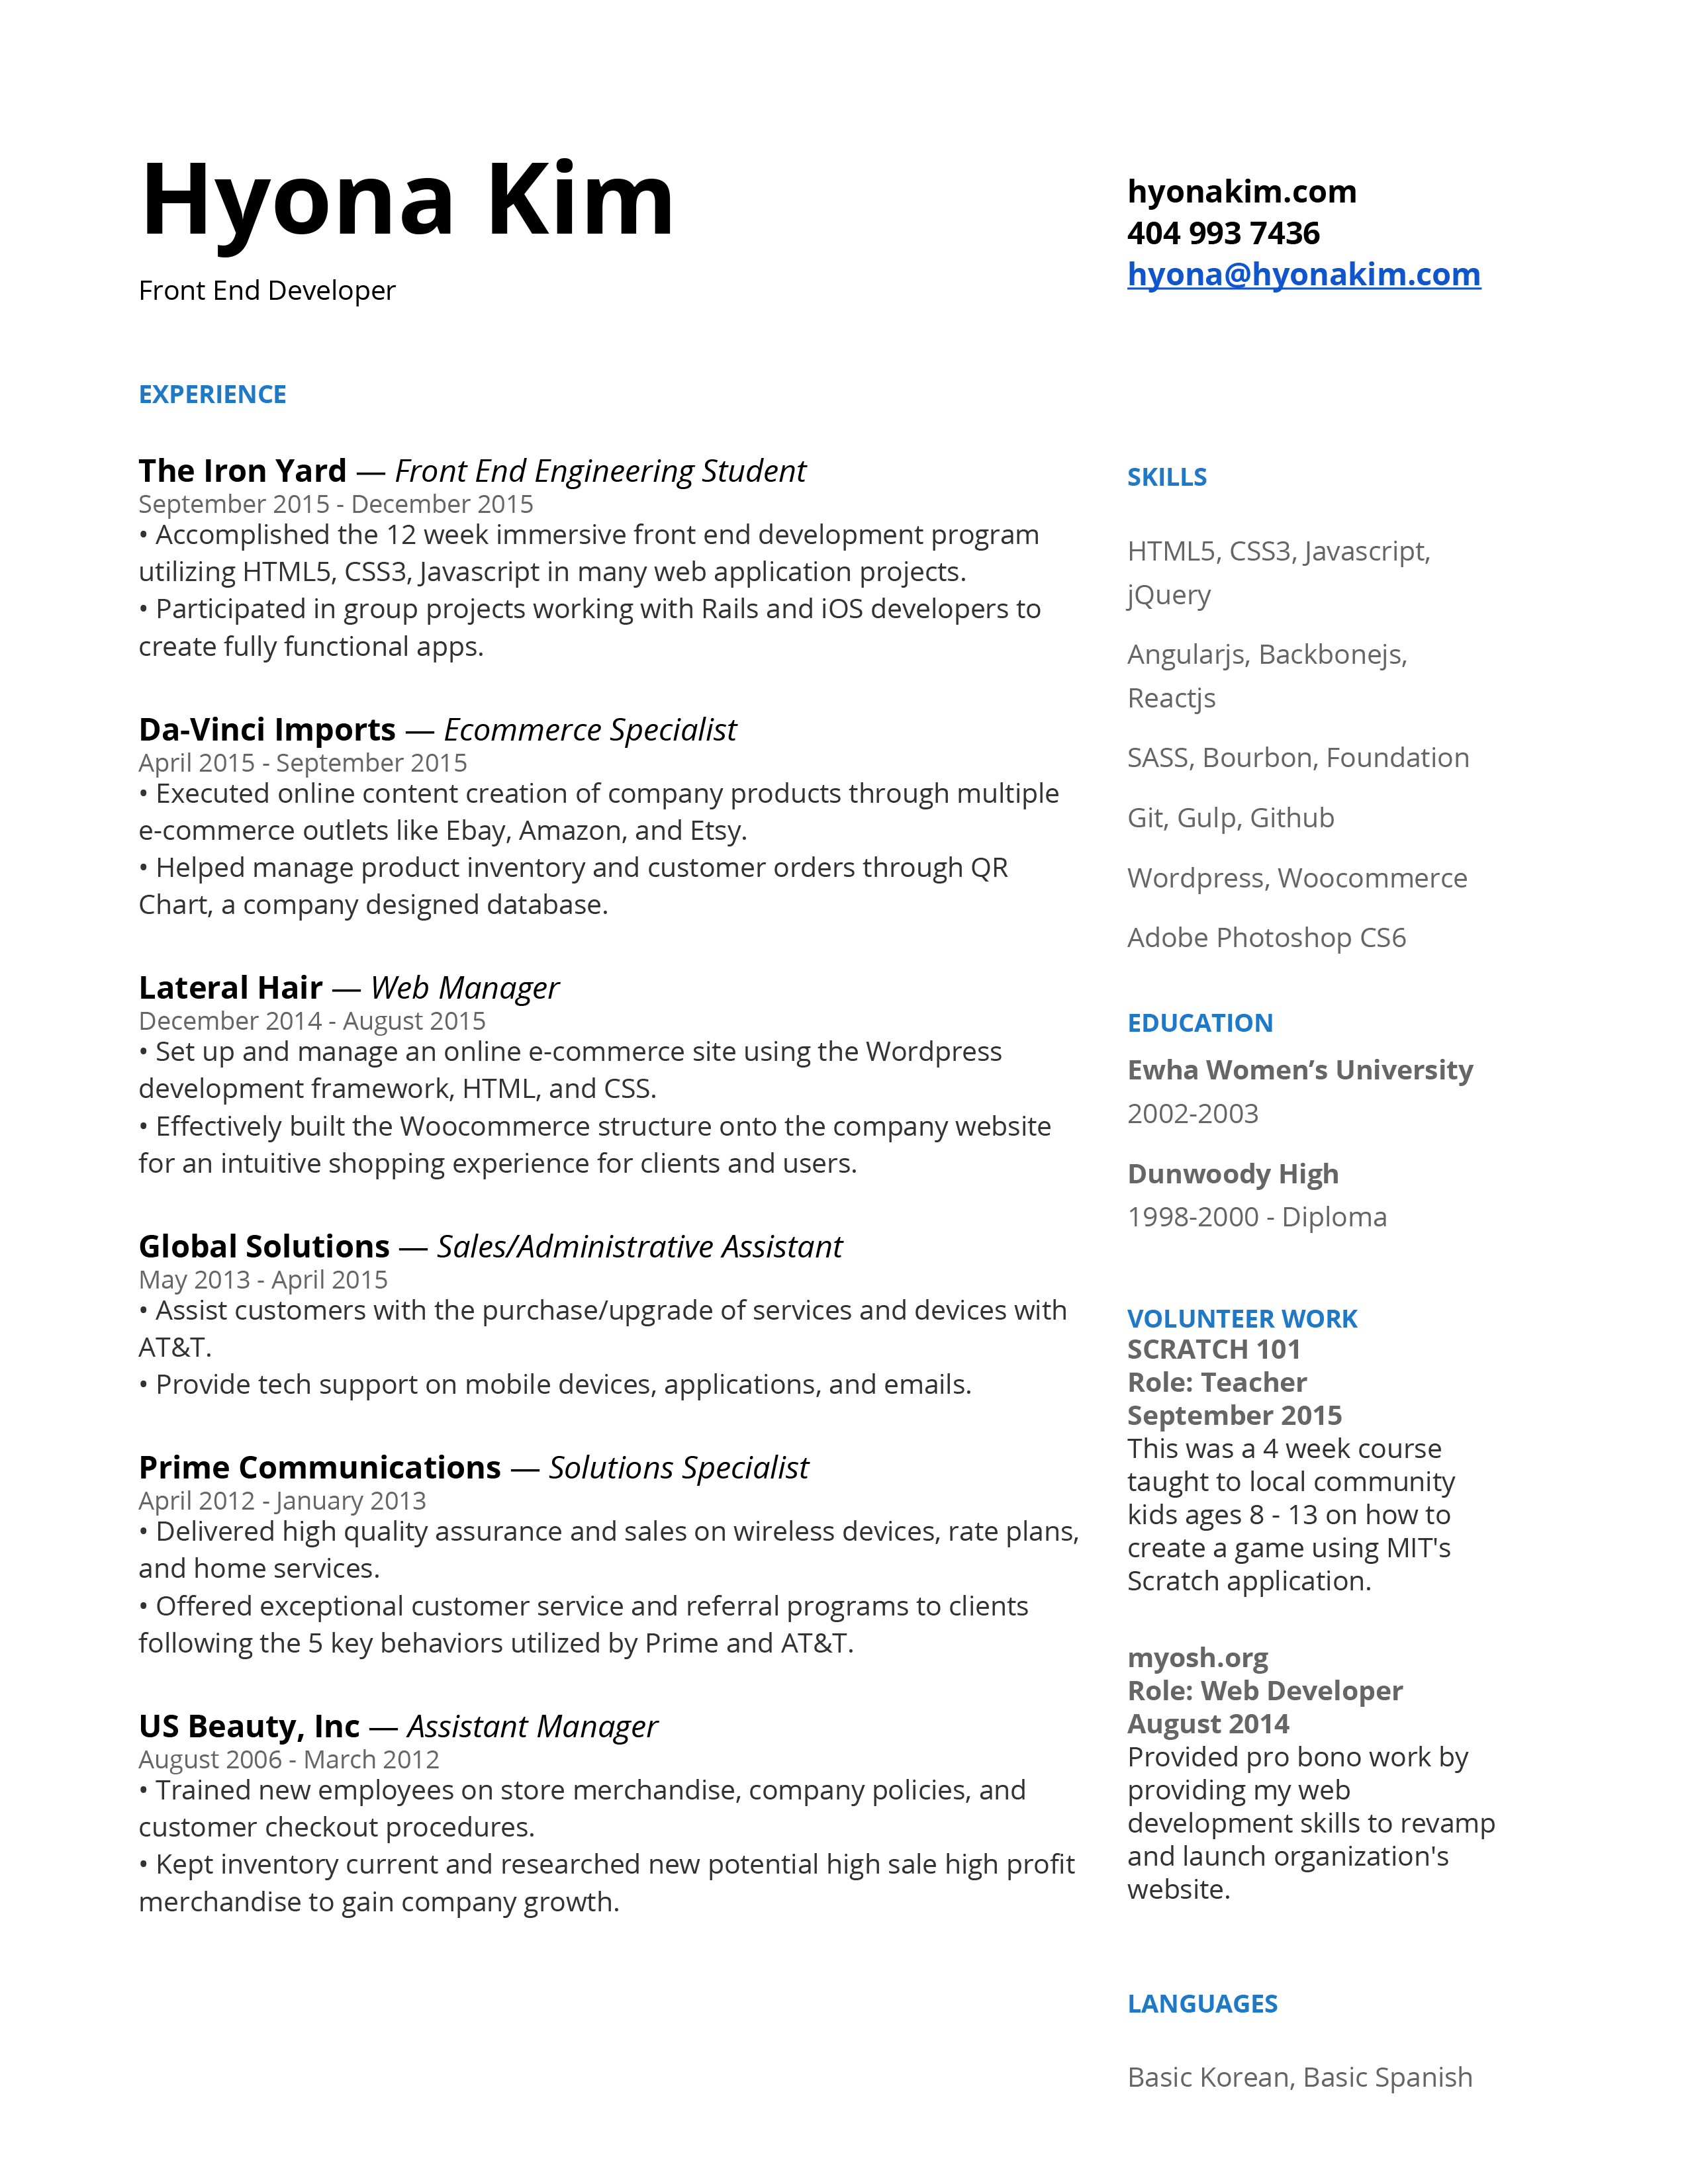 Hyona Kim
Front End Developer
hyonakim.com
404 993 7436
hyona@hyonakim.com
EXPERIENCE
The Iron Yard — Front End Engineering Student
September 2015 - December 2015
• Accomplished the 12 week immersive front end development program
utilizing HTML5, CSS3, Javascript in many web application projects.
• Participated in group projects working with Rails and iOS developers to
create fully functional apps.
Da-Vinci Imports — Ecommerce Specialist
April 2015 - September 2015
• Executed online content creation of company products through multiple
e-commerce outlets like Ebay, Amazon, and Etsy.
• Helped manage product inventory and customer orders through QR
Chart, a company designed database.
Lateral Hair — Web Manager
December 2014 - August 2015
• Set up and manage an online e-commerce site using the Wordpress
development framework, HTML, and CSS.
• Effectively built the Woocommerce structure onto the company website
for an intuitive shopping experience for clients and users.
Global Solutions — Sales/Administrative Assistant
May 2013 - April 2015
• Assist customers with the purchase/upgrade of services and devices with
AT&T.
• Provide tech support on mobile devices, applications, and emails.
Prime Communications — Solutions Specialist
April 2012 - January 2013
• Delivered high quality assurance and sales on wireless devices, rate plans,
and home services.
• Offered exceptional customer service and referral programs to clients
following the 5 key behaviors utilized by Prime and AT&T.
US Beauty, Inc — Assistant Manager
August 2006 - March 2012
• Trained new employees on store merchandise, company policies, and
customer checkout procedures.
• Kept inventory current and researched new potential high sale high profit
merchandise to gain company growth.
SKILLS
HTML5, CSS3, Javascript,
jQuery
Angularjs, Backbonejs,
Reactjs
SASS, Bourbon, Foundation
Git, Gulp, Github
Wordpress, Woocommerce
Adobe Photoshop CS6
EDUCATION
Ewha Women’s University
2002-2003
Dunwoody High
1998-2000 - Diploma
VOLUNTEER WORK
SCRATCH 101
Role: Teacher
September 2015
This was a 4 week course
taught to local community
kids ages 8 - 13 on how to
create a game using MIT's
Scratch application.
myosh.org
Role: Web Developer
August 2014
Provided pro bono work by
providing my web
development skills to revamp
and launch organization's
website.
LANGUAGES
Basic Korean, Basic Spanish